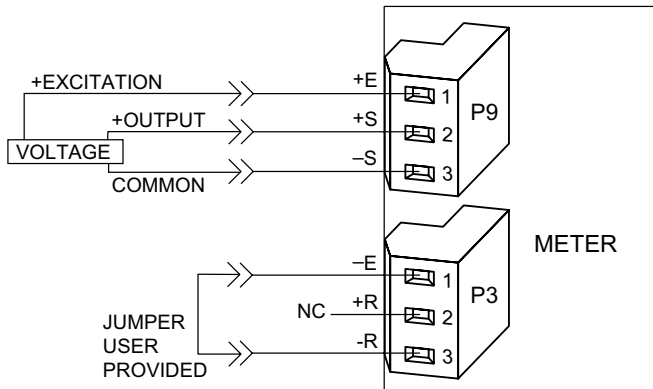 +EXCITATION
+E
1
+OUTPUT
+S
2
P9
VOLTAGE
–S
3
COMMON
METER
–E
1
P3
NC
+R
2
JUMPER
USER
PROVIDED
-R
3